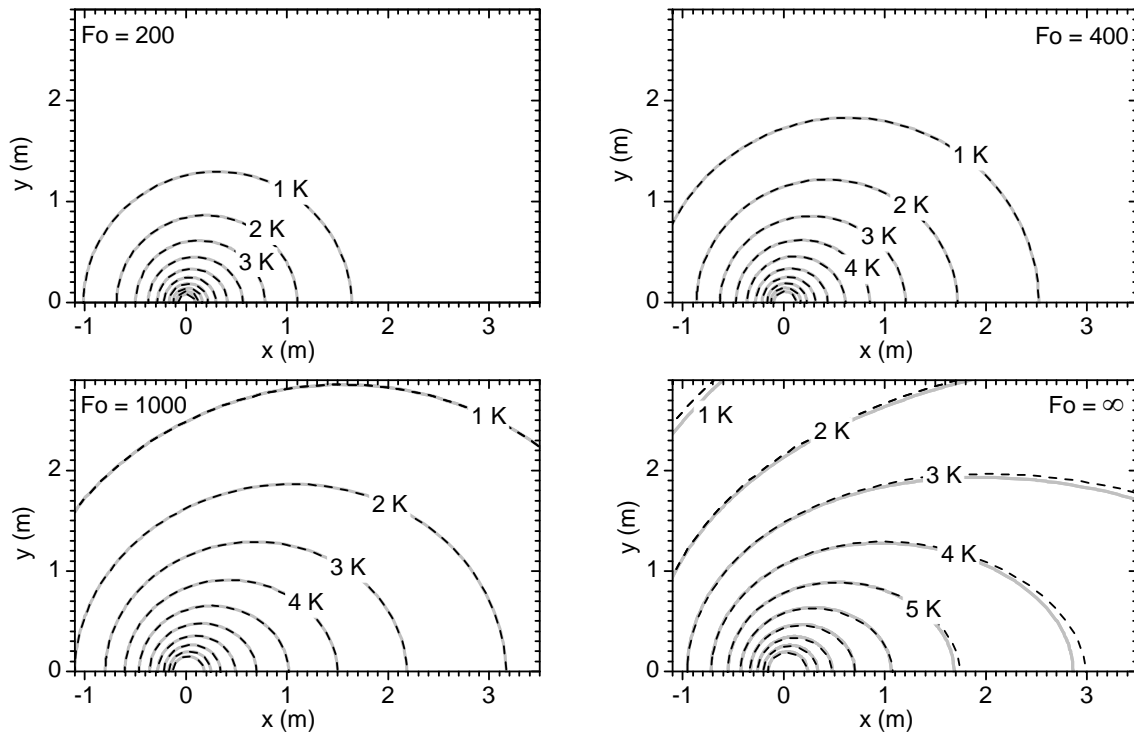 Fo = 200
1 K
2 K
3 K
y (m)
0
1
2
-1
0
1
2
3
x (m)
Fo = 400
1 K
2 K
3 K
4 K
y (m)
0
1
2
-1
0
1
2
3
x (m)
Fo = 1000
1 K
2 K
3 K
4 K
y (m)
0
1
2
-1
0
1
2
3
x (m)
Fo = ∞
1 K
2 K
3 K
4 K
5 K
y (m)
0
1
2
-1
0
1
2
3
x (m)